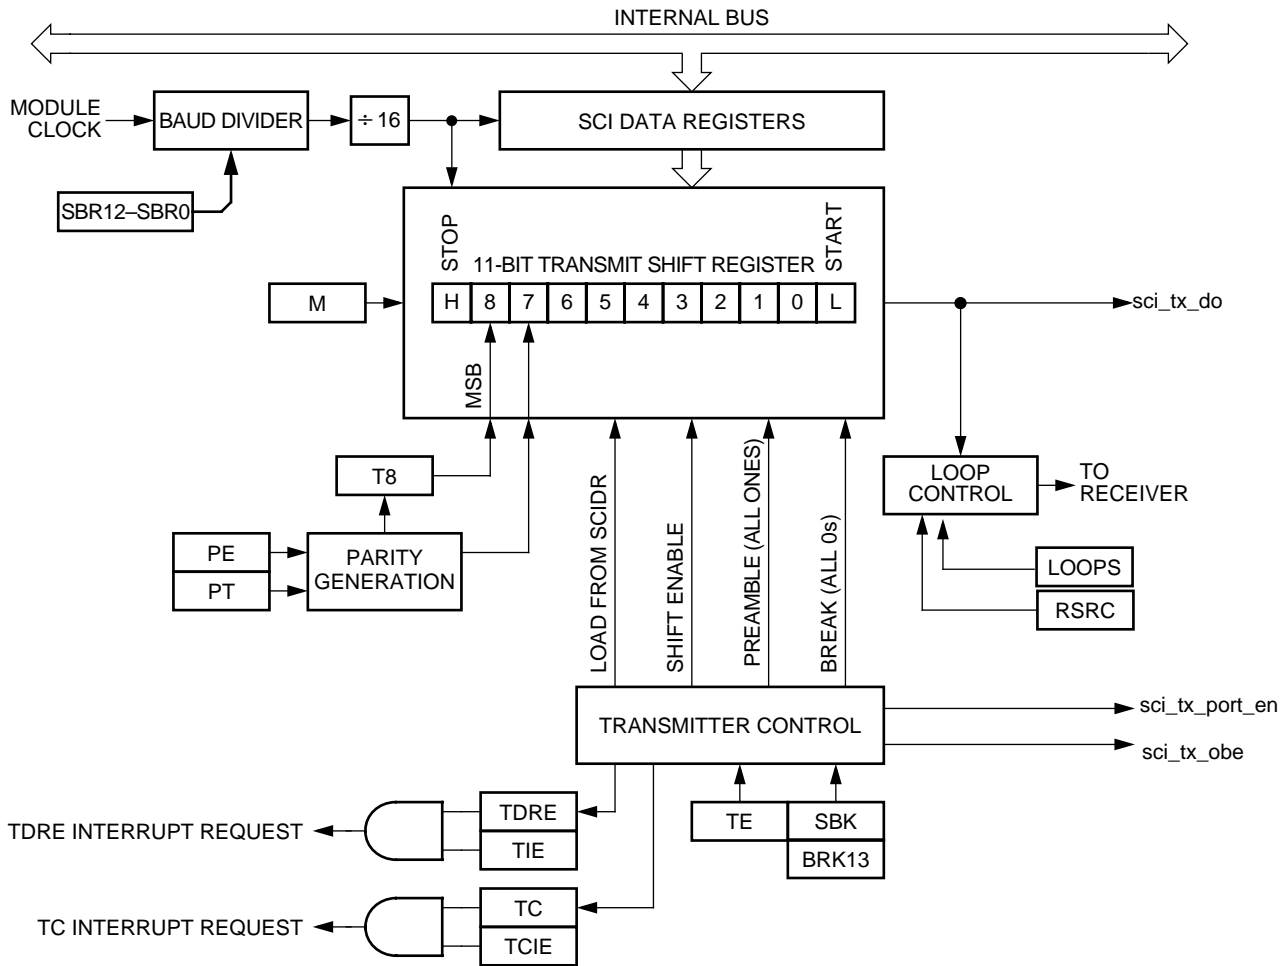 INTERNAL BUS
MODULE
CLOCK
BAUD DIVIDER
÷ 16
SCI DATA REGISTERS
SBR12–SBR0
STOP
11-BIT TRANSMIT SHIFT REGISTER
START
M
H 8 7 6 5 4 3 2 1 0 L
sci_tx_do
MSB
T8
LOOP
CONTROL
TO
RECEIVER
PE
PT
PARITY
GENERATION
LOAD FROM SCIDR
SHIFT ENABLE
PREAMBLE (ALL ONES)
BREAK (ALL 0s)
LOOPS
RSRC
TRANSMITTER CONTROL
sci_tx_port_en
sci_tx_obe
TDRE INTERRUPT REQUEST
TDRE
TIE
TE
SBK
BRK13
TC INTERRUPT REQUEST
TC
TCIE